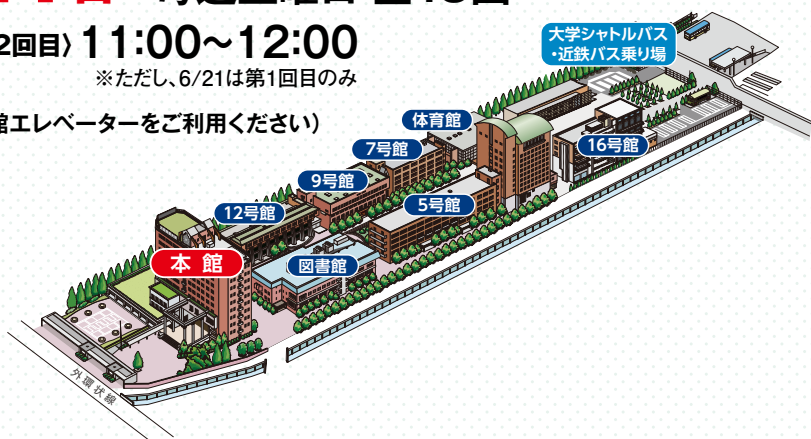 2回目〉11:00〜12:00
※ただし、6/21は第1回目のみ
館エレベーターをご利用ください)
大学シャトルバス
・近鉄バス乗り場
体育館
7号館
16号館
9号館
5号館
12号館
本 館
図書館
外環状線